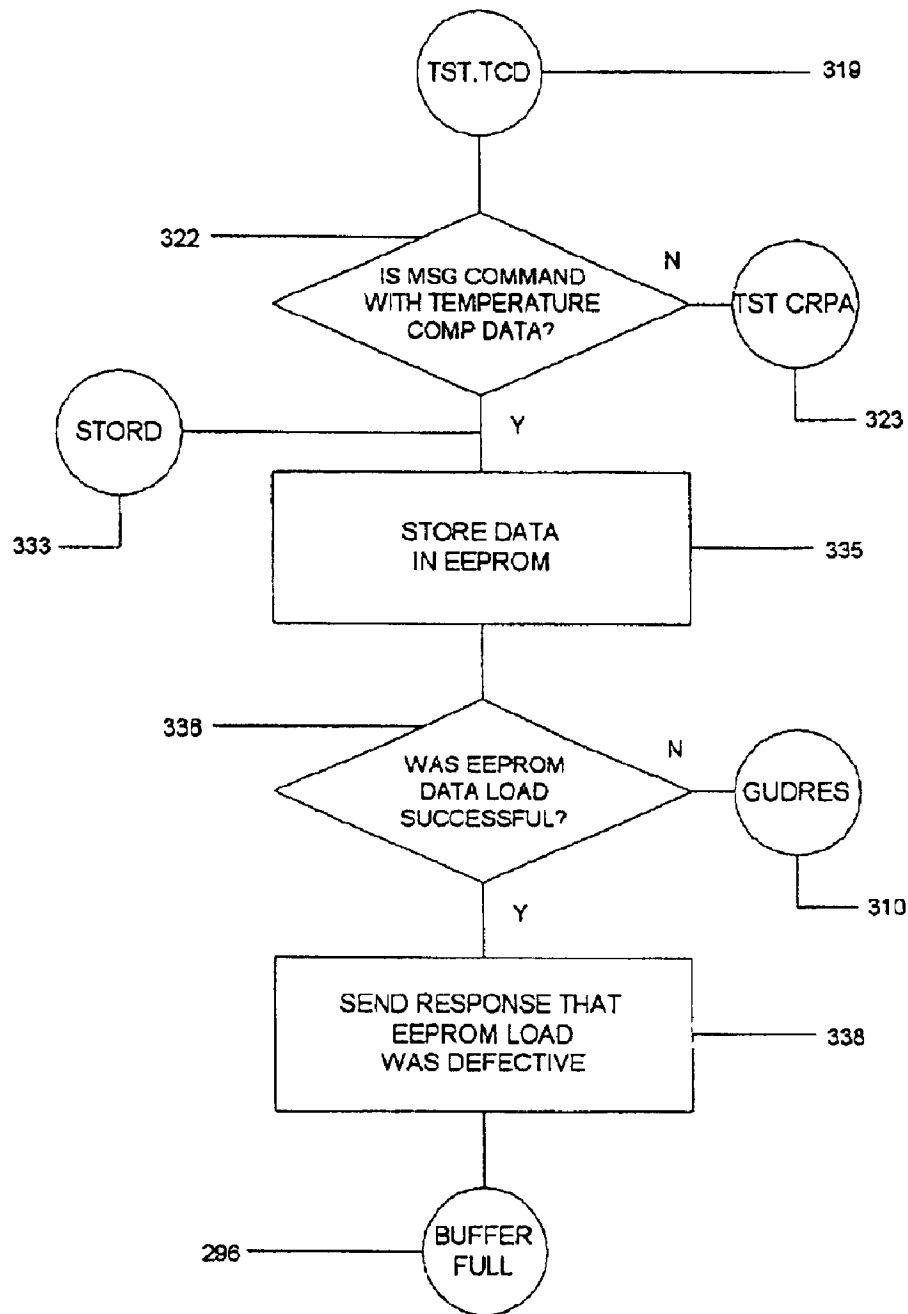 TST.TCD
319
322
IS MSG COMMAND
WITH TEMPERATURE
COMP DATA?
N
TST CRPA
323
Y
STORD
333
STORE DATA
IN EEPROM
335
336
WAS EEPROM
DATA LOAD
SUCCESSFUL?
N
GUDRES
310
Y
SEND RESPONSE THAT
EEPROM LOAD
WAS DEFECTIVE
338
BUFFER
FULL
296